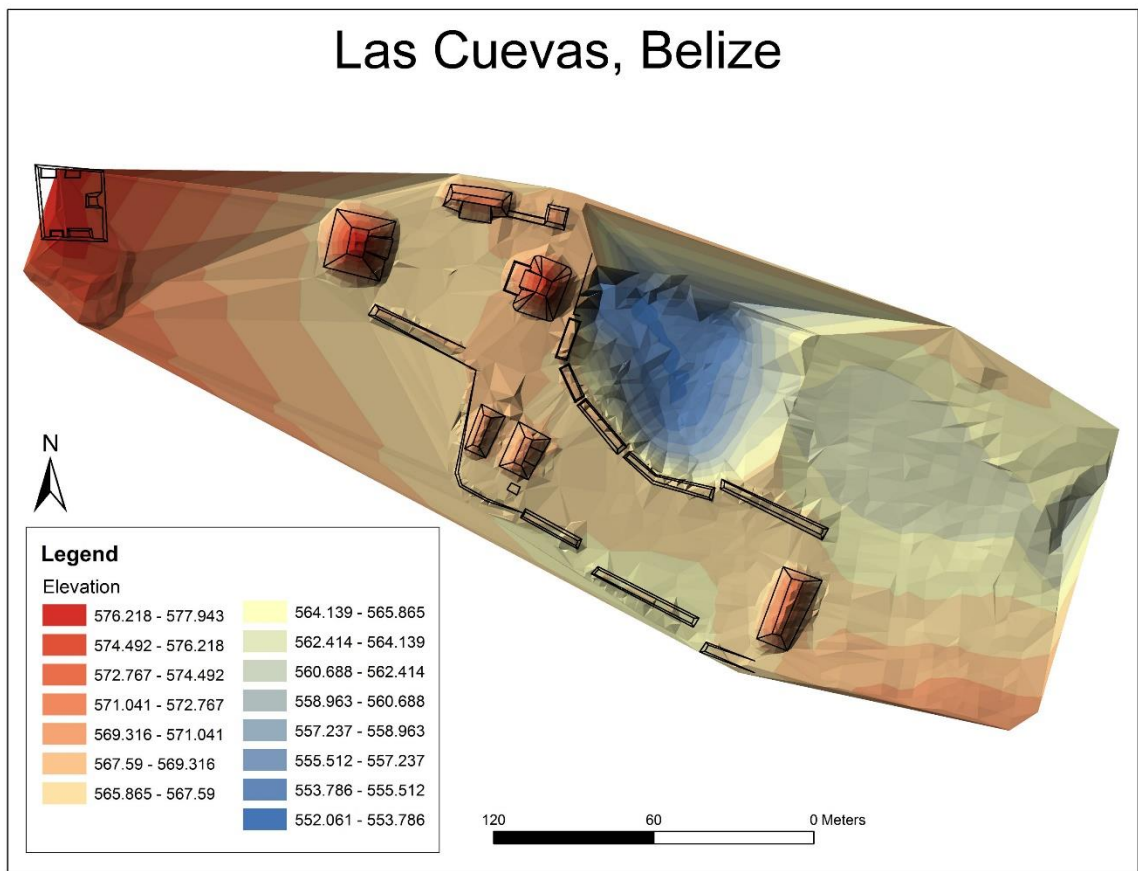 Las Cuevas, Belize
N
Legend
Elevation
576.218 - 577.943
574.492 - 576.218
572.767 - 574.492
571.041 - 572.767
569.316 - 571.041
567.59 - 569.316
565.865 - 567.59
564.139 - 565.865
562.414 - 564.139
560.688 - 562.414
558.963 - 560.688
557.237 - 558.963
555.512 - 557.237
553.786 - 555.512
552.061 - 553.786
120 60 0 Meters